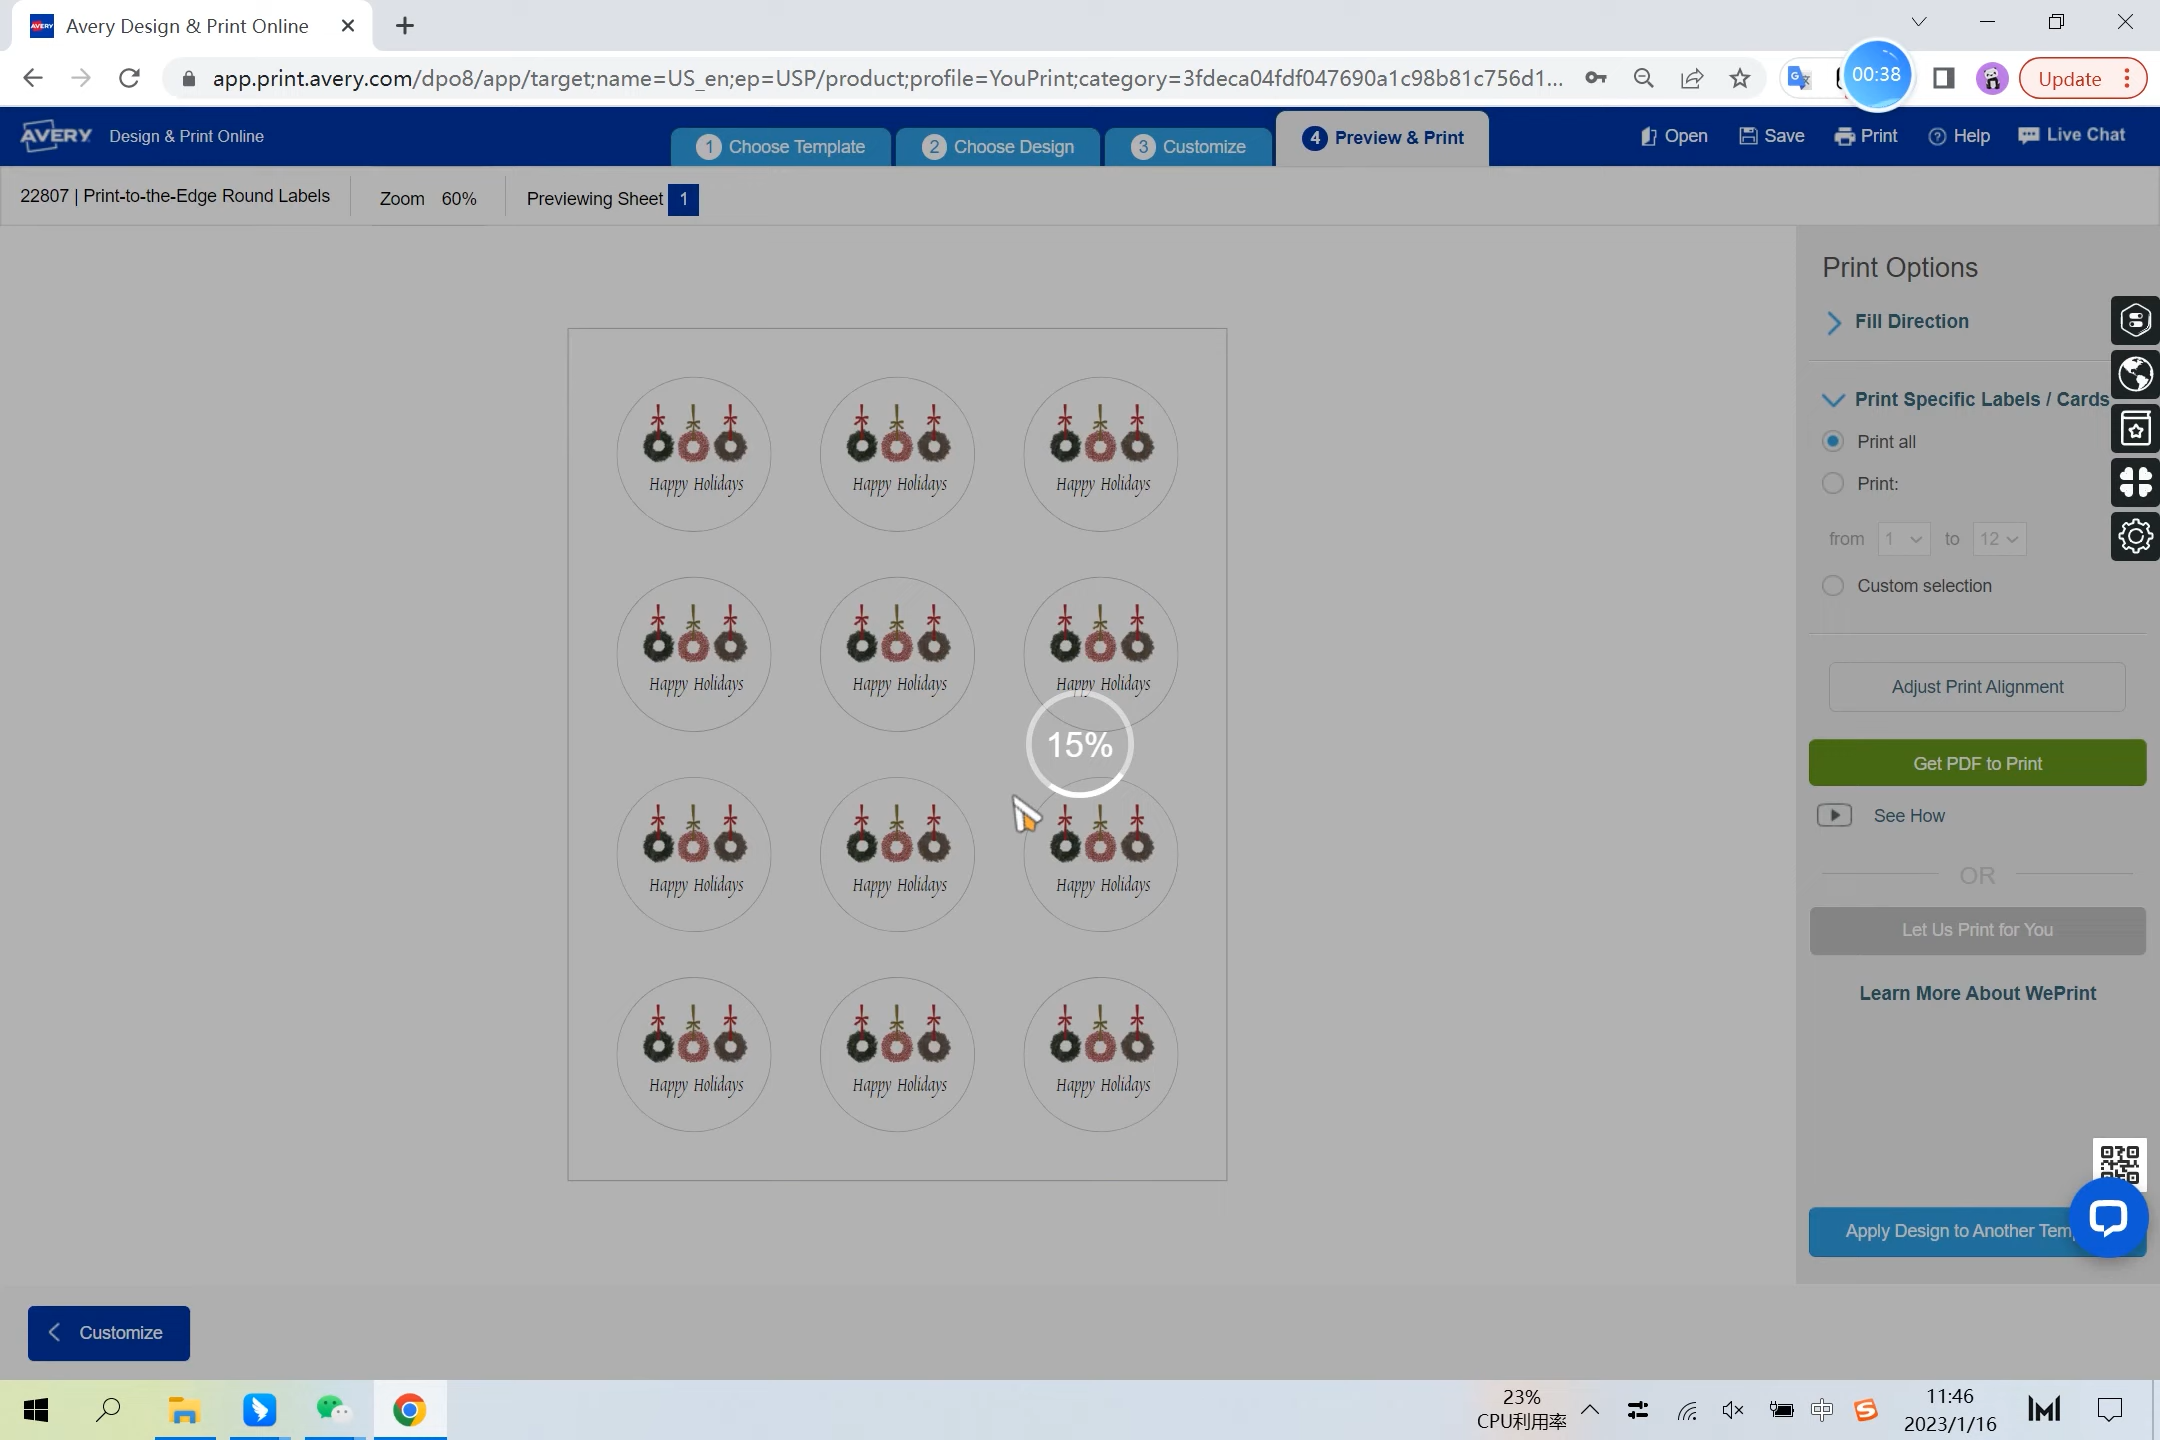 AVERY Avery Design & Print Online
app.print.avery.com/dpo8/app/target;name=US_en;ep=USP/product;profile=YouPrint;category=3fdeca04fdf047690a1c98b81c756d1...
00:38
Update
AVERY Design & Print Online
1 Choose Template
2 Choose Design
3 Customize
4 Preview & Print
Open
Save
Print
Help
Live Chat
22807 | Print-to-the-Edge Round Labels
Zoom 60%
Previewing Sheet 1
Happy Holidays Happy Holidays Happy Holidays
Happy Holidays Happy Holidays Happy Holidays
15%
Happy Holidays Happy Holidays Happy Holidays
Happy Holidays Happy Holidays Happy Holidays
Print Options
Fill Direction
Print Specific Labels / Cards
Print all
Print:
from 1 to 12
Custom selection
Adjust Print Alignment
Get PDF to Print
See How
OR
Let Us Print for You
Learn More About WePrint
Apply Design to Another Tem
Customize
23%
CPU利用率
中
11:46
2023/1/16